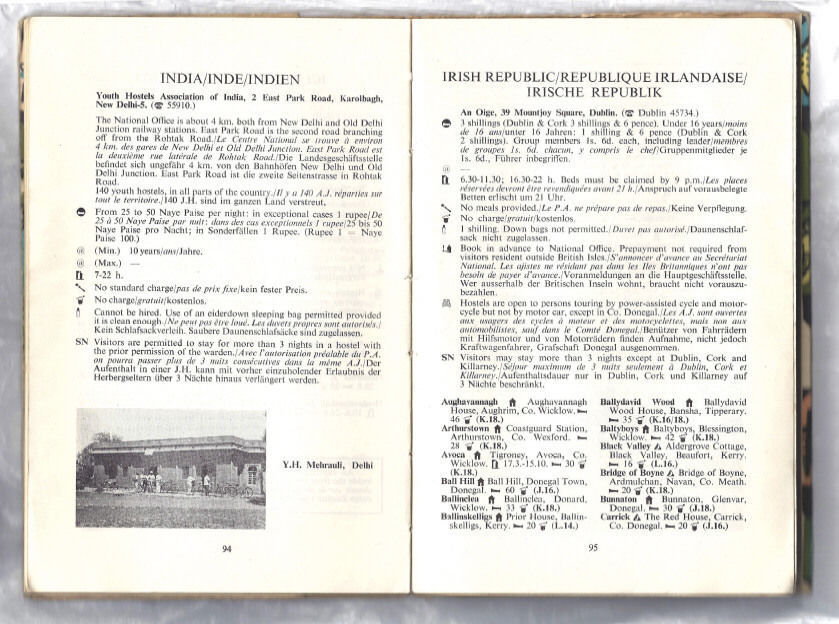 INDIA/INDE/INDIEN
Youth Hostels Association of India, 2 East Park Road, Karolbagh,
New Delhi-5. (☎ 55910.)
The National Office is about 4 km. both from New Delhi and Old Delhi
Junction railway stations. East Park Road is the second road branching
off from the Rohtak Road./Le Centre National se trouve à environ
4 km. des gares de New Delhi et Old Delhi Junction. East Park Road est
la deuxième rue latérale de Rohtak Road./Die Landesgeschäftsstelle
befindet sich ungefähr 4 km. von den Bahnhöfen New Delhi und Old
Delhi Junction. East Park Road ist die zweite Seitenstrasse in Rohtak
Road.
140 youth hostels, in all parts of the country./Il y a 140 A.J. réparties sur
tout le territoire./140 J.H. sind im ganzen Land verstreut,
From 25 to 50 Naye Paise per night: in exceptional cases 1 rupee/De
25 à 50 Naye Paise par nuit: dans des cas exceptionnels 1 rupee/25 bis 50
Naye Paise pro Nacht; in Sonderfällen 1 Rupee. (Rupee 1 = Naye
Paise 100.)
(Min.) 10 years/ans/Jahre.
(Max.) —
7-22 h.
No standard charge/pas de prix fixe/kein fester Preis.
No charge/gratuit/kostenlos.
Cannot be hired. Use of an eiderdown sleeping bag permitted provided
it is clean enough./Ne peut pas être loué. Les duvets propres sont autorisés./
Kein Schlafsackverleih. Saubere Daunenschlafsäcke sind zugelassen.
SN Visitors are permitted to stay for more than 3 nights in a hostel with
the prior permission of the warden./Avec l'autorisation préalable du P.A.
on pourra passer plus de 3 nuits consécutives dans la même A.J./Der
Aufenthalt in einer J.H. kann mit vorher einzuholender Erlaubnis der
Herbergseltern über 3 Nächte hinaus verlängert werden.
Y.H. Mehrauli, Delhi
94
IRISH REPUBLIC/REPUBLIQUE IRLANDAISE/
IRISCHE REPUBLIK
An Oige, 39 Mountjoy Square, Dublin. (☎ Dublin 45734.)
3 shillings (Dublin & Cork 3 shillings & 6 pence). Under 16 years/moins
de 16 ans/unter 16 Jahren: 1 shilling & 6 pence (Dublin & Cork
2 shillings). Group members 1s. 6d. each, including leader/membres
de groupes 1s. 6d. chacun, y compris le chef/Gruppenmitglieder je
1s. 6d., Führer inbegriffen.
—
6.30-11.30; 16.30-22 h. Beds must be claimed by 9 p.m./Les places
réservées devront être revendiquées avant 21 h./Anspruch auf vorausbelegte
Betten erlischt um 21 Uhr.
No meals provided./Le P.A. ne prépare pas de repas./Keine Verpflegung.
No charge/gratuit/kostenlos.
1 shilling. Down bags not permitted./Duvet pas autorisé./Daunenschlaf-
sack nicht zugelassen.
Book in advance to National Office. Prepayment not required from
visitors resident outside British Isles./S'annoncer d'avance au Secrétariat
National. Les ajistes ne résidant pas dans les Iles Britanniques n'ont pas
besoin de payer d'avance./Voranmeldungen an die Hauptgeschäftsstelle.
Wer ausserhalb der Britischen Inseln wohnt, braucht nicht vorauszu-
bezahlen.
Hostels are open to persons touring by power-assisted cycle and motor-
cycle but not by motor car, except in Co. Donegal./Les A.J. sont ouvertes
aux usagers des cycles à moteur et des motocyclettes, mais non aux
automobilistes, sauf dans le Comté Donegal./Benützer von Fahrrädern
mit Hilfsmotor und von Motorrädern finden Aufnahme, nicht jedoch
Kraftwagenfahrer, Grafschaft Donegal ausgenommen.
SN Visitors may stay more than 3 nights except at Dublin, Cork and
Killarney./Séjour maximum de 3 nuits seulement à Dublin, Cork et
Killarney./Aufenthaltsdauer nur in Dublin, Cork und Killarney auf
3 Nächte beschränkt.
Aughavannagh Aughavannagh
House, Aughrim, Co. Wicklow.
46 (K.18.)
Arthurstown Coastguard Station,
Arthurstown, Co. Wexford.
28 (K.18.)
Avoca Tigroney, Avoca, Co.
Wicklow. 17.3.-15.10. 30
(K.18.)
Ball Hill Ball Hill, Donegal Town,
Donegal. 60 (J.16.)
Ballinclea Ballinclea, Donard,
Wicklow. 33 (K.18.)
Ballinskelligs Prior House, Ballin-
skelligs, Kerry. 20 (L.14.)
Ballydavid Wood Ballydavid
Wood House, Bansha, Tipperary.
35 (K.16/18.)
Baltyboys Baltyboys, Blessington,
Wicklow. 42 (K.18.)
Black Valley Aldergrove Cottage,
Black Valley, Beaufort, Kerry.
16 (L.16.)
Bridge of Boyne Bridge of Boyne,
Ardmulchan, Navan, Co. Meath.
20 (K.18.)
Bunnaton Bunnaton, Glenvar,
Donegal. 30 (J.18.)
Carrick The Red House, Carrick,
Co. Donegal. 20 (J.16.)
95